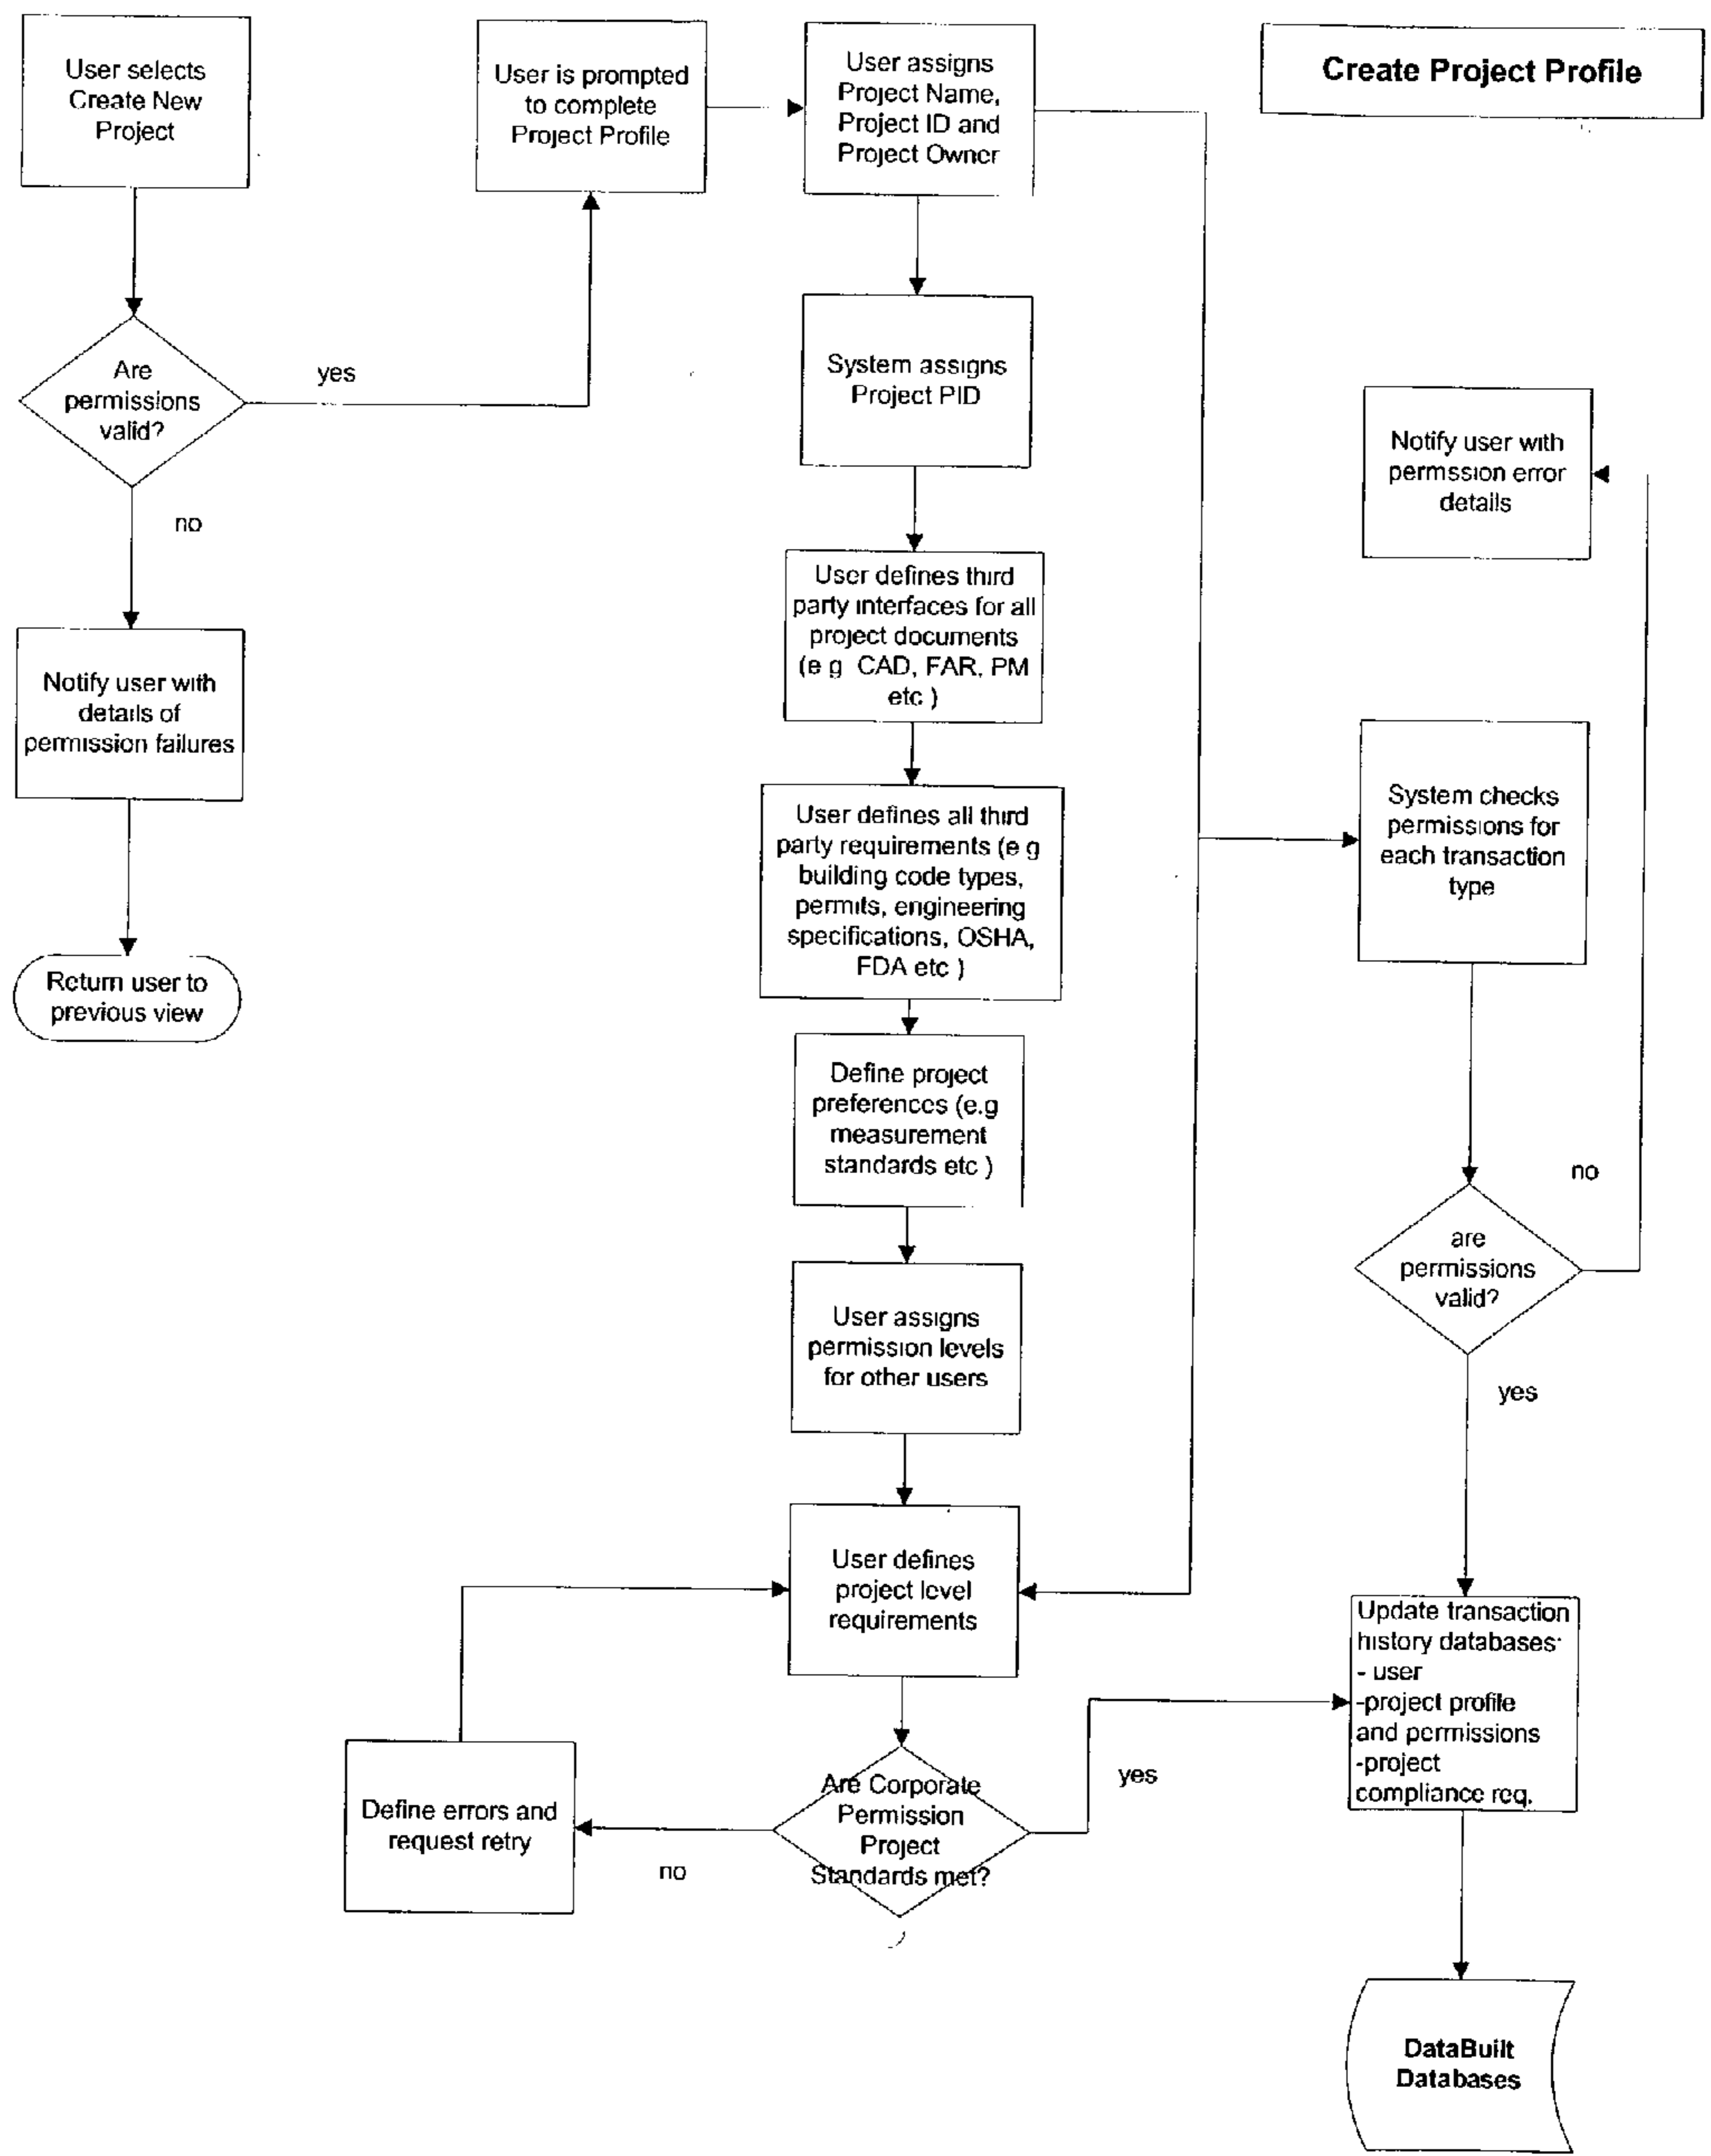 User selects
Create New
Project
User is prompted
to complete
Project Profile
User assigns
Project Name,
Project ID and
Project Owner
Create Project Profile
Are
permissions
valid?
yes
no
System assigns
Project PID
Notify user with
permssion error
details
User defines third
party interfaces for all
project documents
(e g CAD, FAR, PM
etc )
Notify user with
details of
permission failures
System checks
permissions for
each transaction
type
User defines all third
party requirements (e g
building code types,
permits, engineering
specifications, OSHA,
FDA etc )
Return user to
previous view
Define project
preferences (e.g
measurement
standards etc )
no
are
permissions
valid?
yes
User assigns
permission levels
for other users
User defines
project level
requirements
Update transaction
history databases:
- user
-project profile
and permissions
-project
compliance req.
Define errors and
request retry
no
Are Corporate
Permission
Project
Standards met?
yes
DataBuilt
Databases